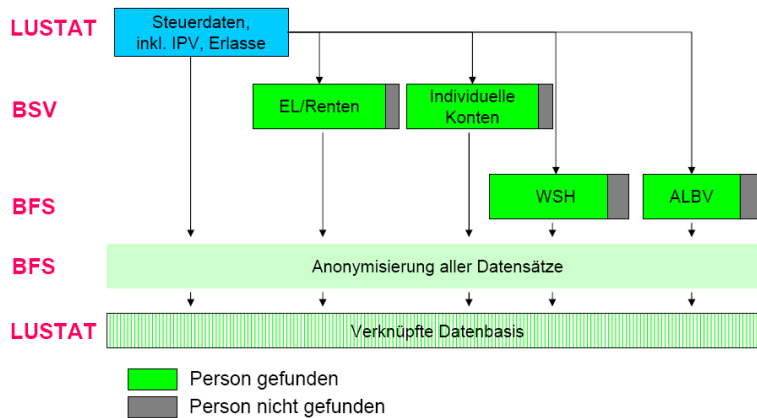 LUSTAT
Steuerdaten,
inkl. IPV, Erlasse
BSV
EL/Renten
Individuelle
Konten
BFS
WSH
ALBV
BFS
Anonymisierung aller Datensätze
LUSTAT
Verknüpfte Datenbasis
Person gefunden
Person nicht gefunden